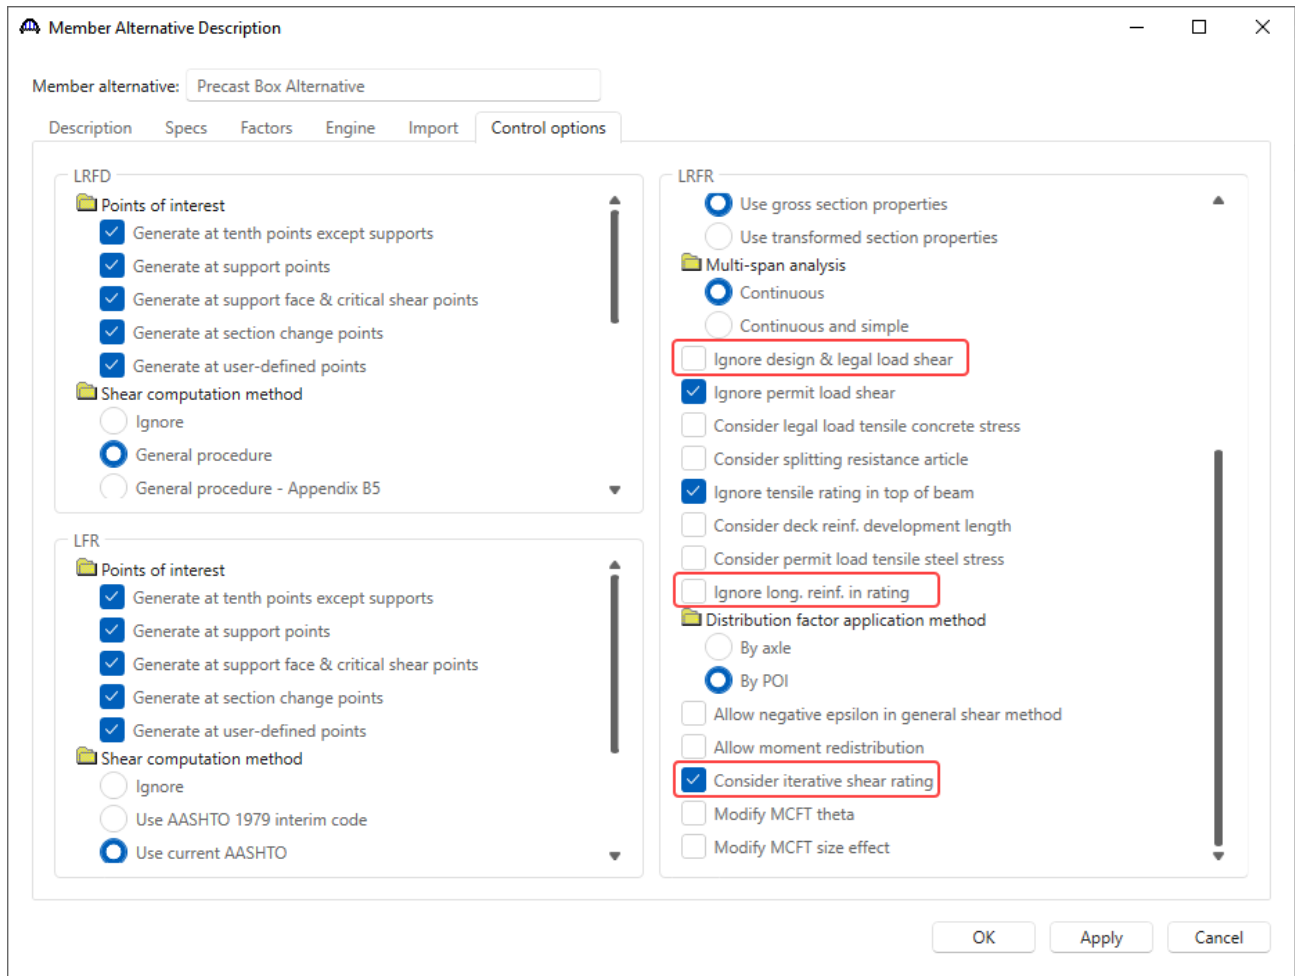 Member Alternative Description
Member alternative: Precast Box Alternative
Description Specs Factors Engine Import Control options
LRFD
Points of interest
Generate at tenth points except supports
Generate at support points
Generate at support face & critical shear points
Generate at section change points
Generate at user-defined points
Shear computation method
Ignore
General procedure
General procedure - Appendix B5
LFR
Points of interest
Generate at tenth points except supports
Generate at support points
Generate at support face & critical shear points
Generate at section change points
Generate at user-defined points
Shear computation method
Ignore
Use AASHTO 1979 interim code
Use current AASHTO
LRFR
Use gross section properties
Use transformed section properties
Multi-span analysis
Continuous
Continuous and simple
Ignore design & legal load shear
Ignore permit load shear
Consider legal load tensile concrete stress
Consider splitting resistance article
Ignore tensile rating in top of beam
Consider deck reinf. development length
Consider permit load tensile steel stress
Ignore long. reinf. in rating
Distribution factor application method
By axle
By POI
Allow negative epsilon in general shear method
Allow moment redistribution
Consider iterative shear rating
Modify MCFT theta
Modify MCFT size effect
OK Apply Cancel